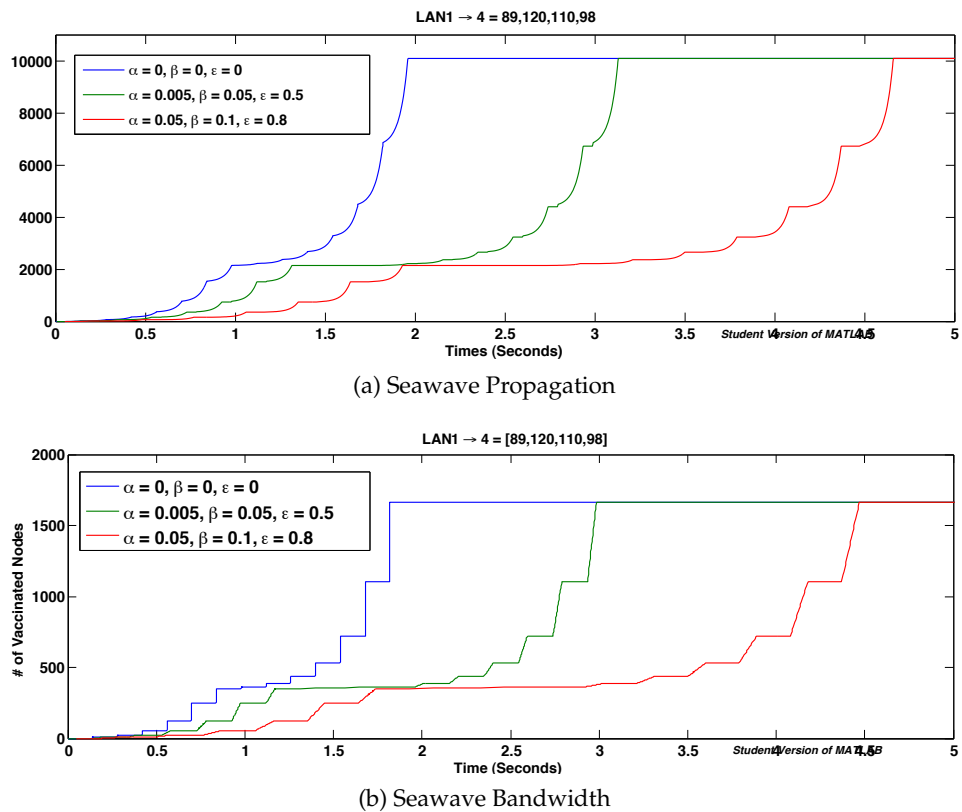 LAN1 → 4 = 89,120,110,98
α = 0, β = 0, ε = 0
α = 0.005, β = 0.05, ε = 0.5
α = 0.05, β = 0.1, ε = 0.8
10000
8000
6000
4000
2000
0
0 0.5 1 1.5 2 2.5 3 3.5 4 4.5 5
Student Version of MATLAB
Times (Seconds)
(a) Seawave Propagation
LAN1 → 4 = [89,120,110,98]
α = 0, β = 0, ε = 0
α = 0.005, β = 0.05, ε = 0.5
α = 0.05, β = 0.1, ε = 0.8
# of Vaccinated Nodes
2000
1500
1000
500
0
0 0.5 1 1.5 2 2.5 3 3.5 4 4.5 5
Student Version of MATLAB
Time (Seconds)
(b) Seawave Bandwidth